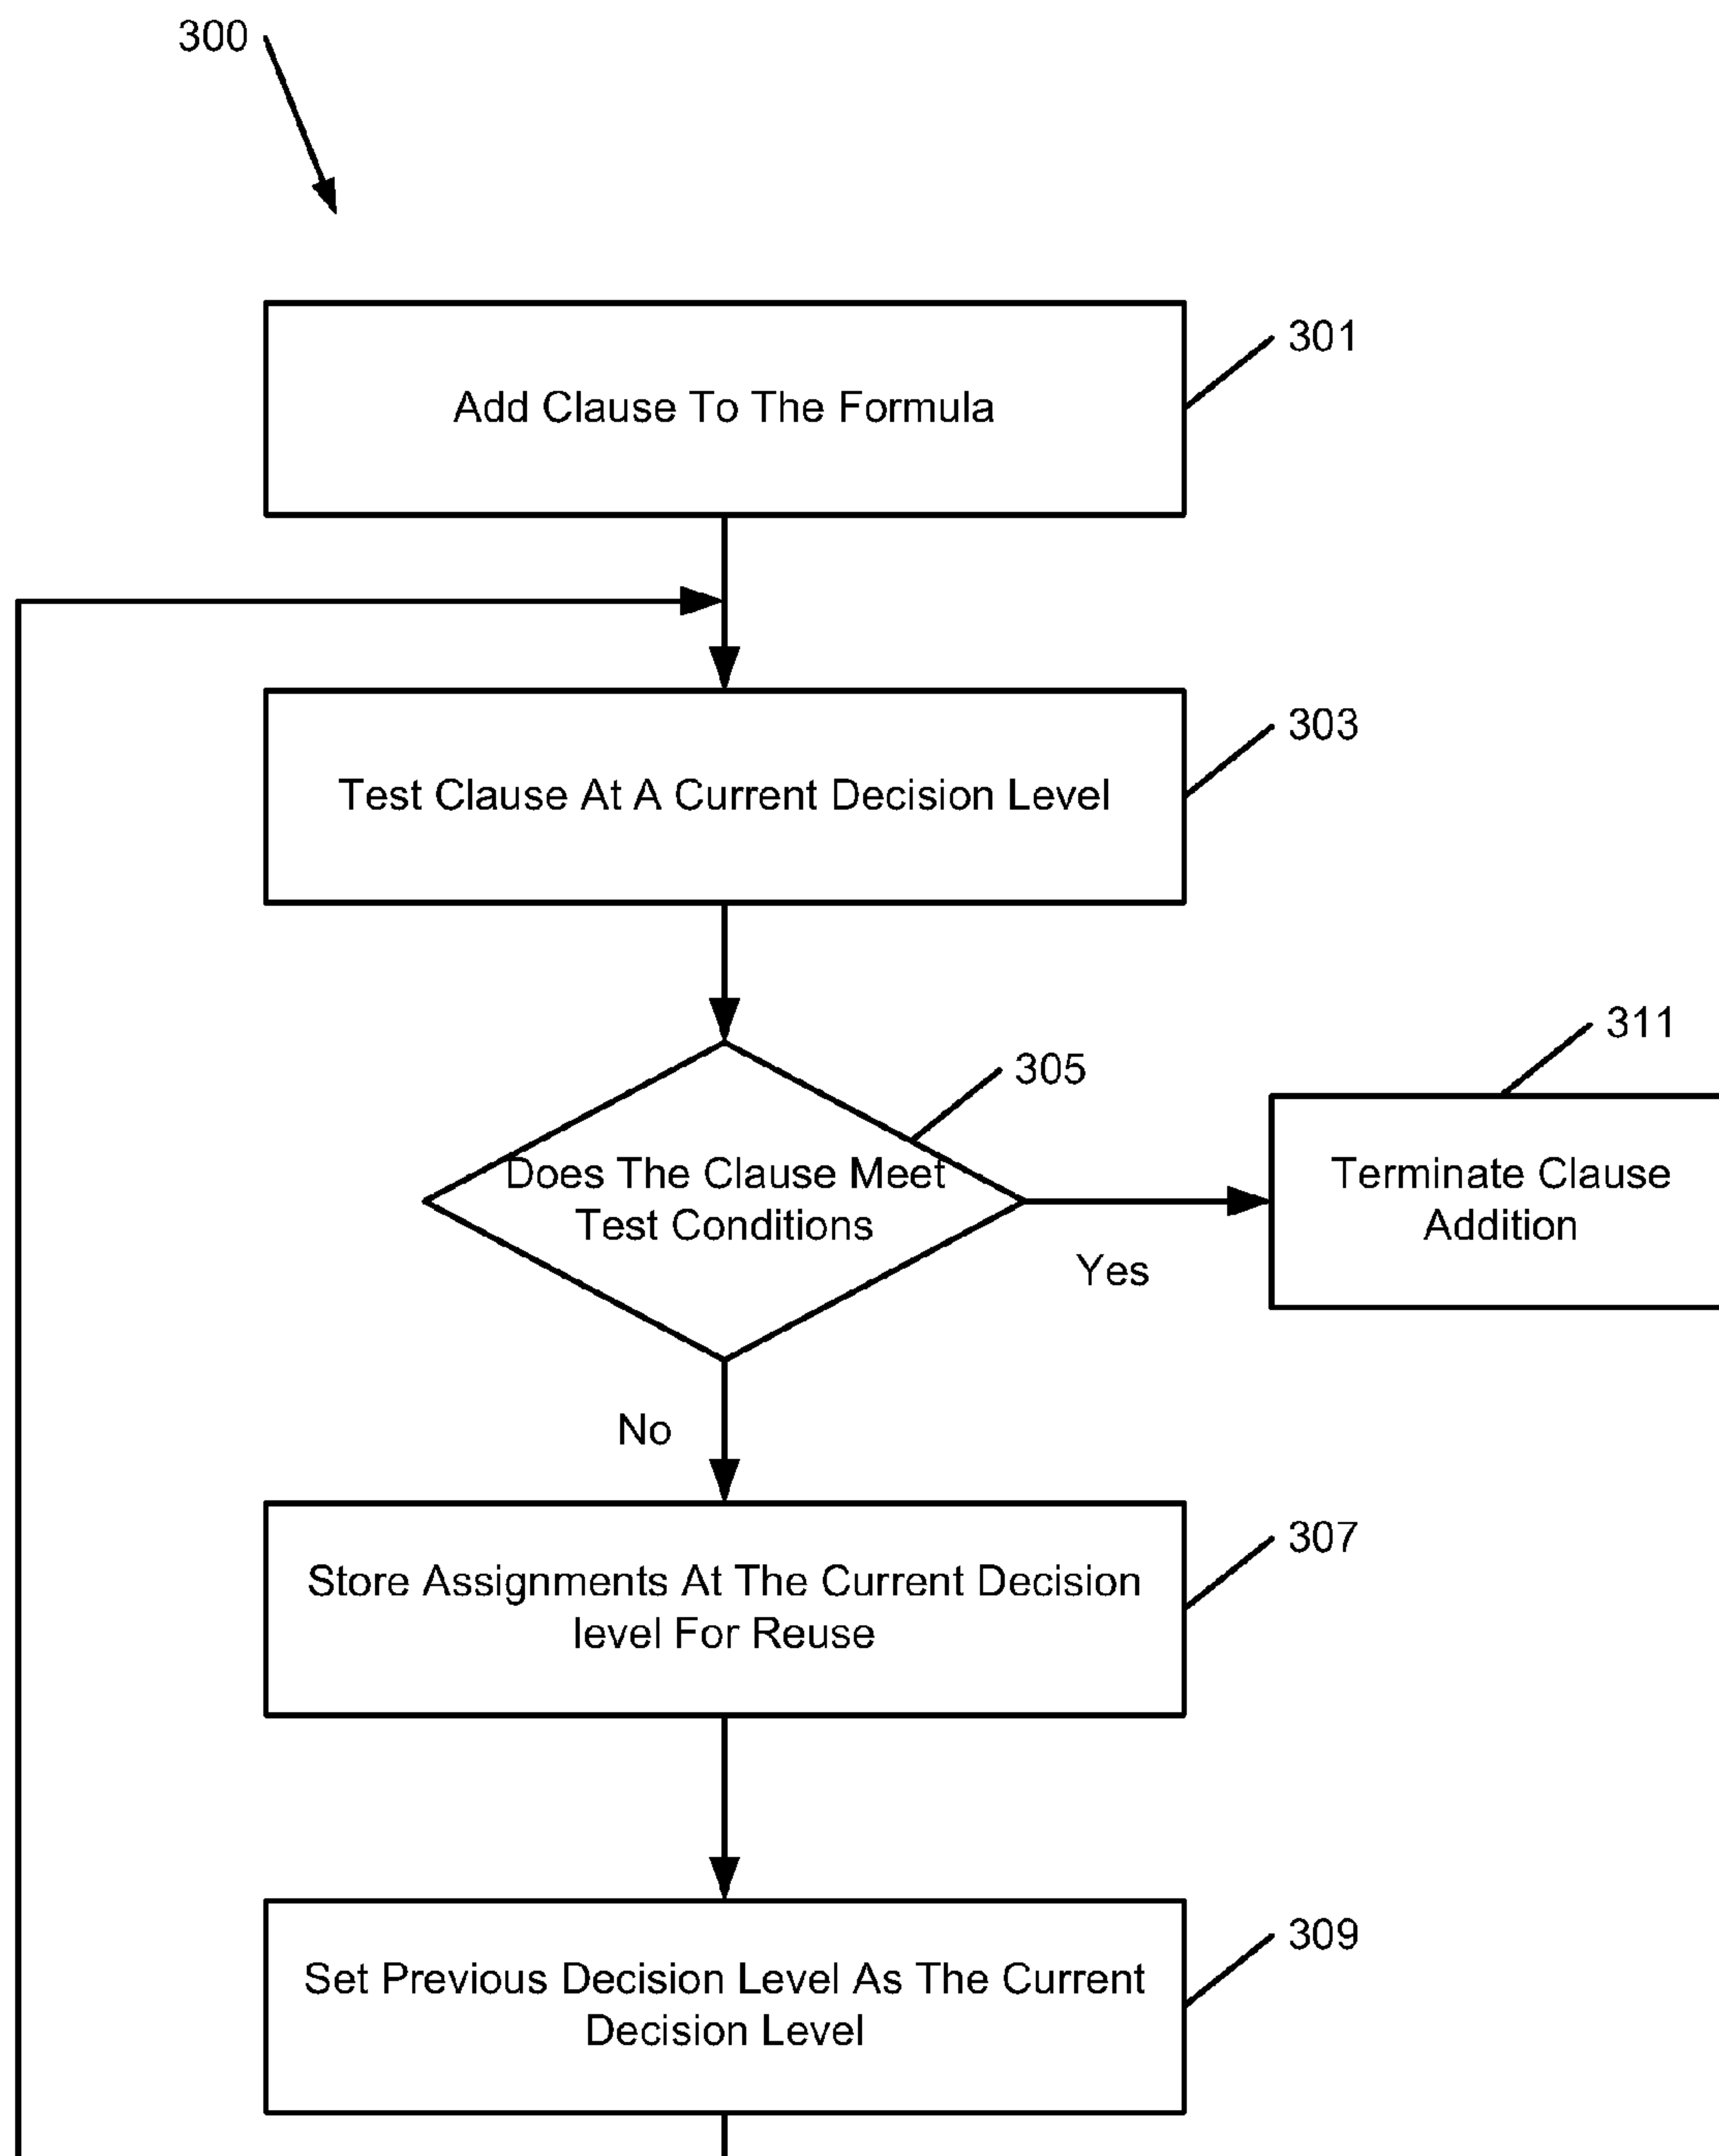 300
301
Add Clause To The Formula
303
Test Clause At A Current Decision Level
311
305
Does The Clause Meet
Test Conditions
Terminate Clause
Addition
Yes
No
307
Store Assignments At The Current Decision
level For Reuse
309
Set Previous Decision Level As The Current
Decision Level